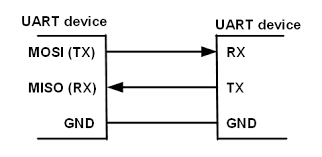 UART device
UART device
MOSI (TX)
RX
MISO (RX)
TX
GND
GND